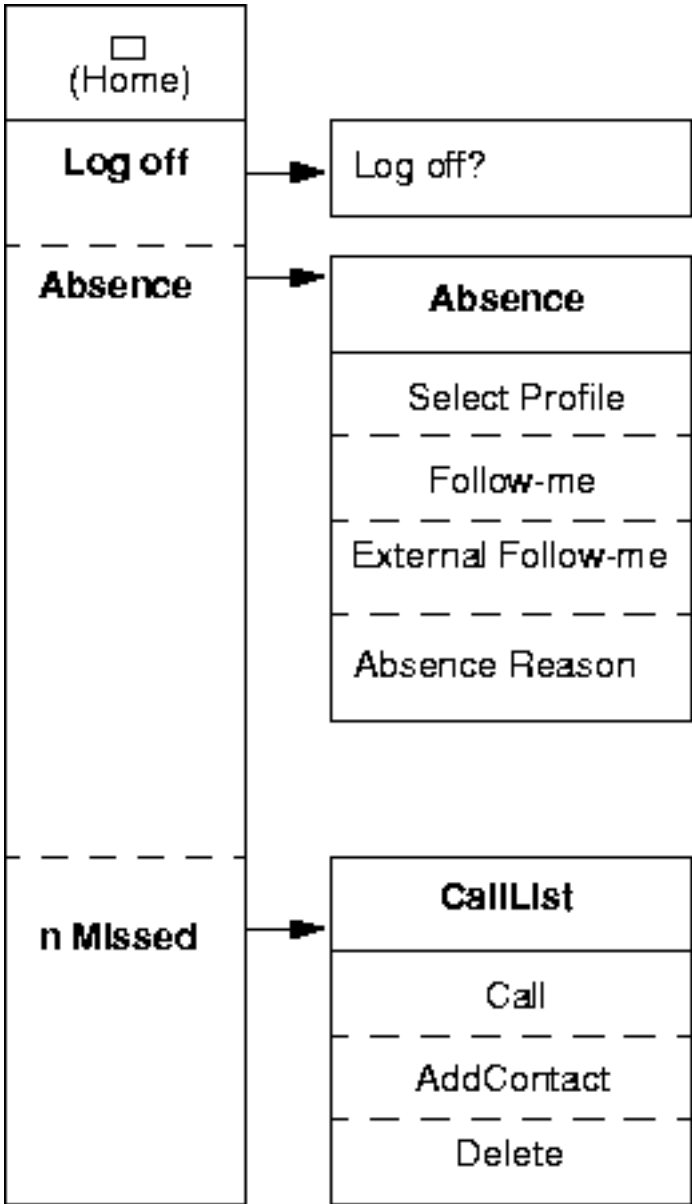 (Home)
Log off
Log off?
Absence
Absence
Select Profile
Follow-me
External Follow-me
Absence Reason
n Missed
CallList
Call
AddContact
Delete